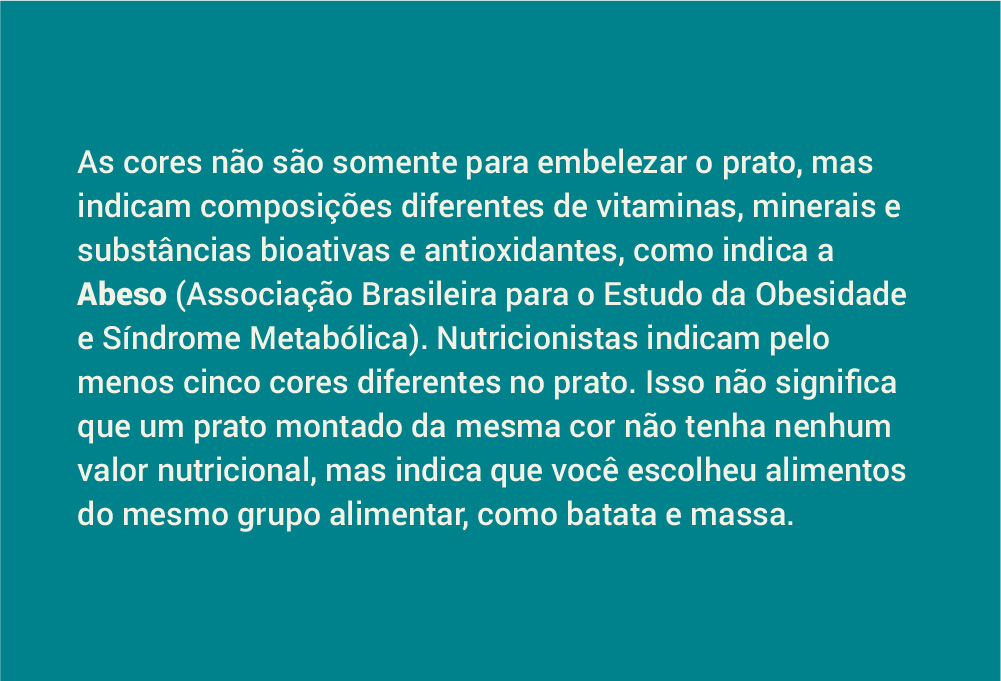 As cores não são somente para embelezar o prato, mas
indicam composições diferentes de vitaminas, minerais e
substâncias bioativas e antioxidantes, como indica a
Abeso (Associação Brasileira para o Estudo da Obesidade
e Síndrome Metabólica). Nutricionistas indicam pelo
menos cinco cores diferentes no prato. Isso não significa
que um prato montado da mesma cor não tenha nenhum
valor nutricional, mas indica que você escolheu alimentos
do mesmo grupo alimentar, como batata e massa.